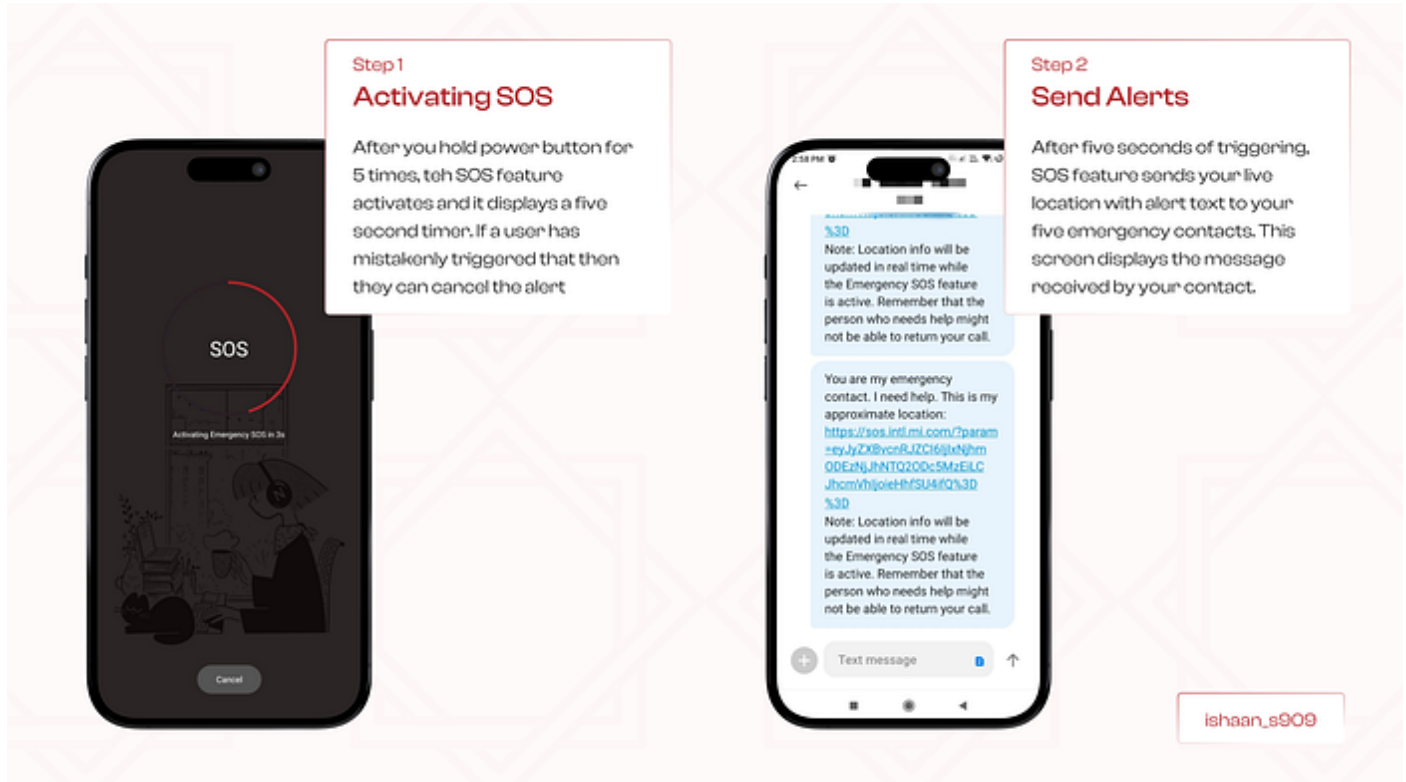 Step 1
Activating SOS
After you hold power button for
5 times, teh SOS feature
activates and it displays a five
second timer. If a user has
mistakenly triggered that then
they can cancel the alert
SOS
Activating Emergency SOS in 3s
Cancel
Step 2
Send Alerts
After five seconds of triggering,
SOS feature sends your live
location with alert text to your
five emergency contacts. This
screen displays the message
received by your contact.
2:58 PM
%3D
Note: Location info will be
updated in real time while
the Emergency SOS feature
is active. Remember that the
person who needs help might
not be able to return your call.
You are my emergency
contact. I need help. This is my
approximate location:
https://sos.intl.mi.com/?param
%3D
Note: Location info will be
updated in real time while
the Emergency SOS feature
is active. Remember that the
person who needs help might
not be able to return your call.
Text message
ishaan_s909